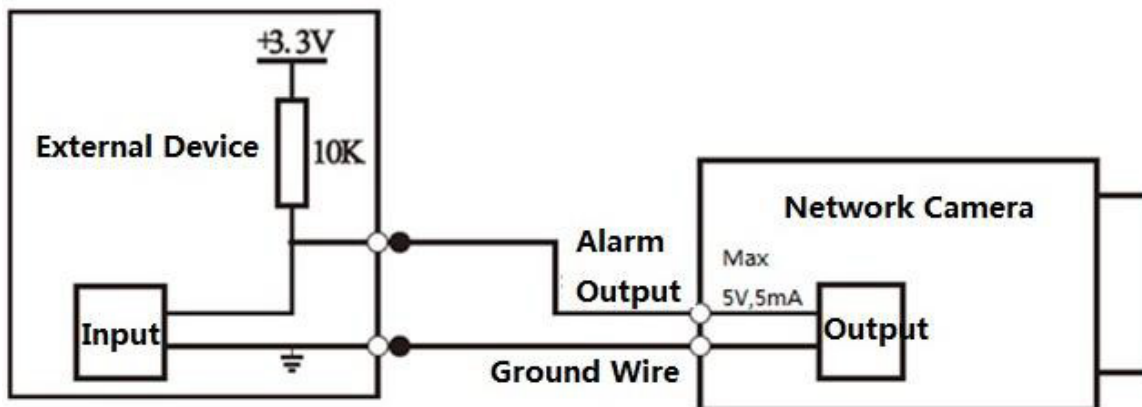 +3.3V
External Device
10K
Network Camera
Alarm
Output
Max
5V,5mA
Input
Output
Ground Wire